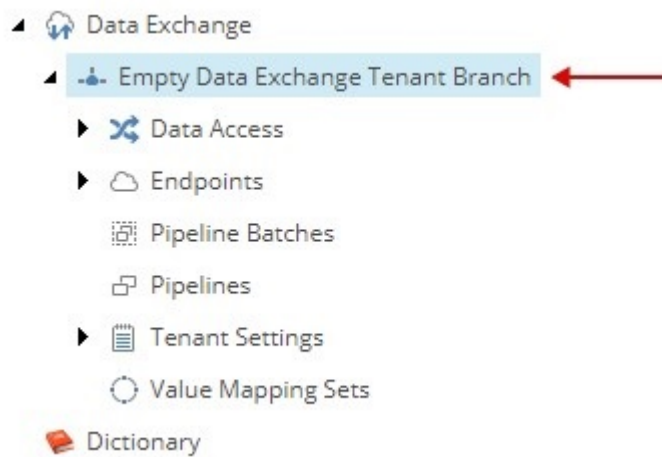 Data Exchange
Empty Data Exchange Tenant Branch
Data Access
Endpoints
Pipeline Batches
Pipelines
Tenant Settings
Value Mapping Sets
Dictionary